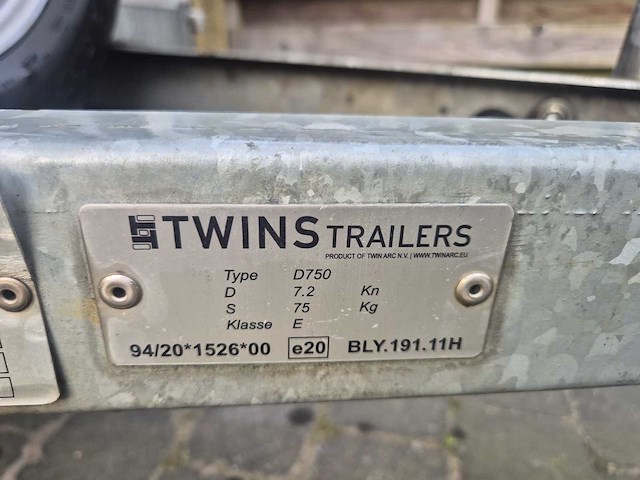 TWINS TRAILERS
PRODUCT OF TWIN ARC N.V. | WWW.TWINARC.EU
Type D750
D 7.2 Kn
S 75 Kg
Klasse E
94/20*1526*00 e20 BLY.191.11H